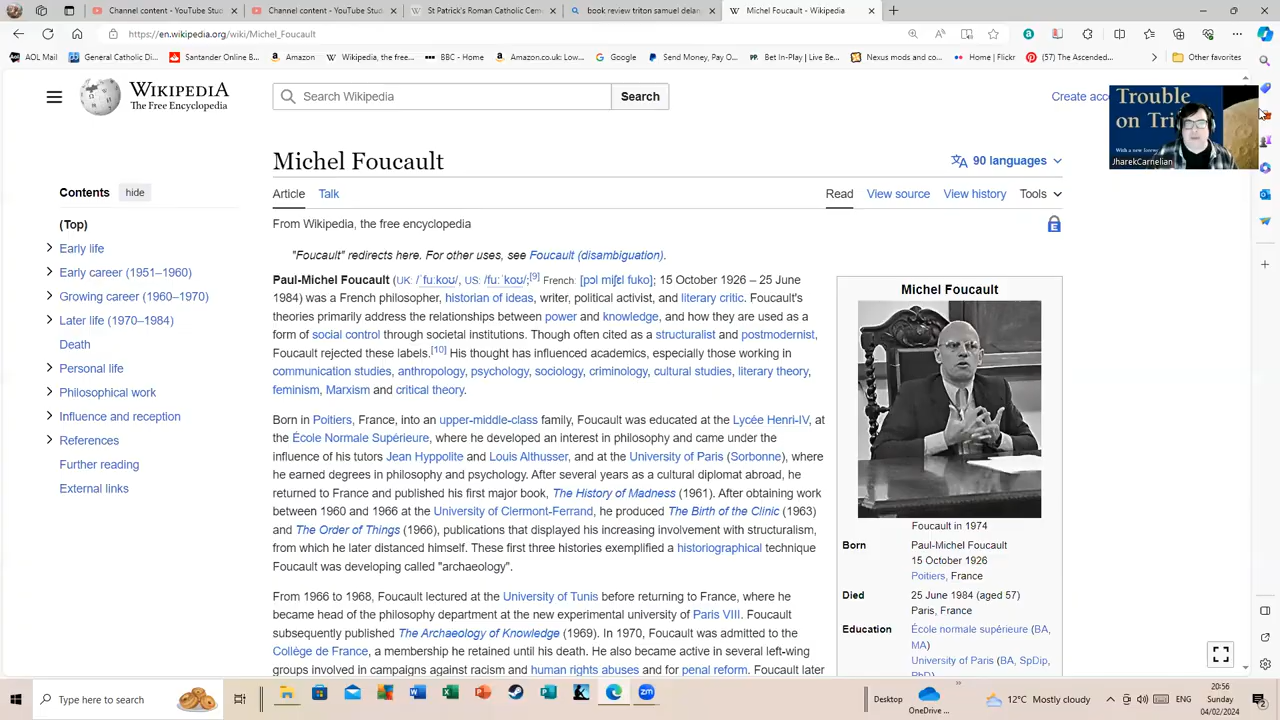 Channel content - YouTube Stud
Channel content - YouTube Stud
St Patrick's Roman Catholic Cem
book review triton samuel delan
Michel Foucault - Wikipedia
https://en.wikipedia.org/wiki/Michel_Foucault
AOL Mail
General Catholic Di...
Santander Online B...
Amazon
Wikipedia, the free...
BBC - Home
Amazon.co.uk: Low...
Google
Send Money, Pay O...
Bet In-Play | Live Be...
Nexus mods and co...
Home | Flickr
(57) The Ascended...
Other favorites
WIKIPEDIA
The Free Encyclopedia
Search Wikipedia
Search
Create acco
Trouble
on Tri
With a new forew
JharekCarnelian
Michel Foucault
90 languages
Contents
hide
Article
Talk
Read
View source
View history
Tools
(Top)
Early life
Early career (1951–1960)
Growing career (1960–1970)
Later life (1970–1984)
Death
Personal life
Philosophical work
Influence and reception
References
Further reading
External links
From Wikipedia, the free encyclopedia
"Foucault" redirects here. For other uses, see Foucault (disambiguation).
Paul-Michel Foucault (UK: /ˈfuːkoʊ/, US: /fuːˈkoʊ/;[9] French: [pɔl miʃɛl fuko]; 15 October 1926 – 25 June
1984) was a French philosopher, historian of ideas, writer, political activist, and literary critic. Foucault's
theories primarily address the relationships between power and knowledge, and how they are used as a
form of social control through societal institutions. Though often cited as a structuralist and postmodernist,
Foucault rejected these labels.[10] His thought has influenced academics, especially those working in
communication studies, anthropology, psychology, sociology, criminology, cultural studies, literary theory,
feminism, Marxism and critical theory.
Born in Poitiers, France, into an upper-middle-class family, Foucault was educated at the Lycée Henri-IV, at
the École Normale Supérieure, where he developed an interest in philosophy and came under the
influence of his tutors Jean Hyppolite and Louis Althusser, and at the University of Paris (Sorbonne), where
he earned degrees in philosophy and psychology. After several years as a cultural diplomat abroad, he
returned to France and published his first major book, The History of Madness (1961). After obtaining work
between 1960 and 1966 at the University of Clermont-Ferrand, he produced The Birth of the Clinic (1963)
and The Order of Things (1966), publications that displayed his increasing involvement with structuralism,
from which he later distanced himself. These first three histories exemplified a historiographical technique
Foucault was developing called "archaeology".
From 1966 to 1968, Foucault lectured at the University of Tunis before returning to France, where he
became head of the philosophy department at the new experimental university of Paris VIII. Foucault
subsequently published The Archaeology of Knowledge (1969). In 1970, Foucault was admitted to the
Collège de France, a membership he retained until his death. He also became active in several left-wing
groups involved in campaigns against racism and human rights abuses and for penal reform. Foucault later
Michel Foucault
Foucault in 1974
Born
Paul-Michel Foucault
15 October 1926
Poitiers, France
Died
25 June 1984 (aged 57)
Paris, France
Education
École normale supérieure (BA,
MA)
University of Paris (BA, SpDip,
PhD)
Type here to search
Desktop
12°C Mostly cloudy
ENG
20:56
Sunday
04/02/2024